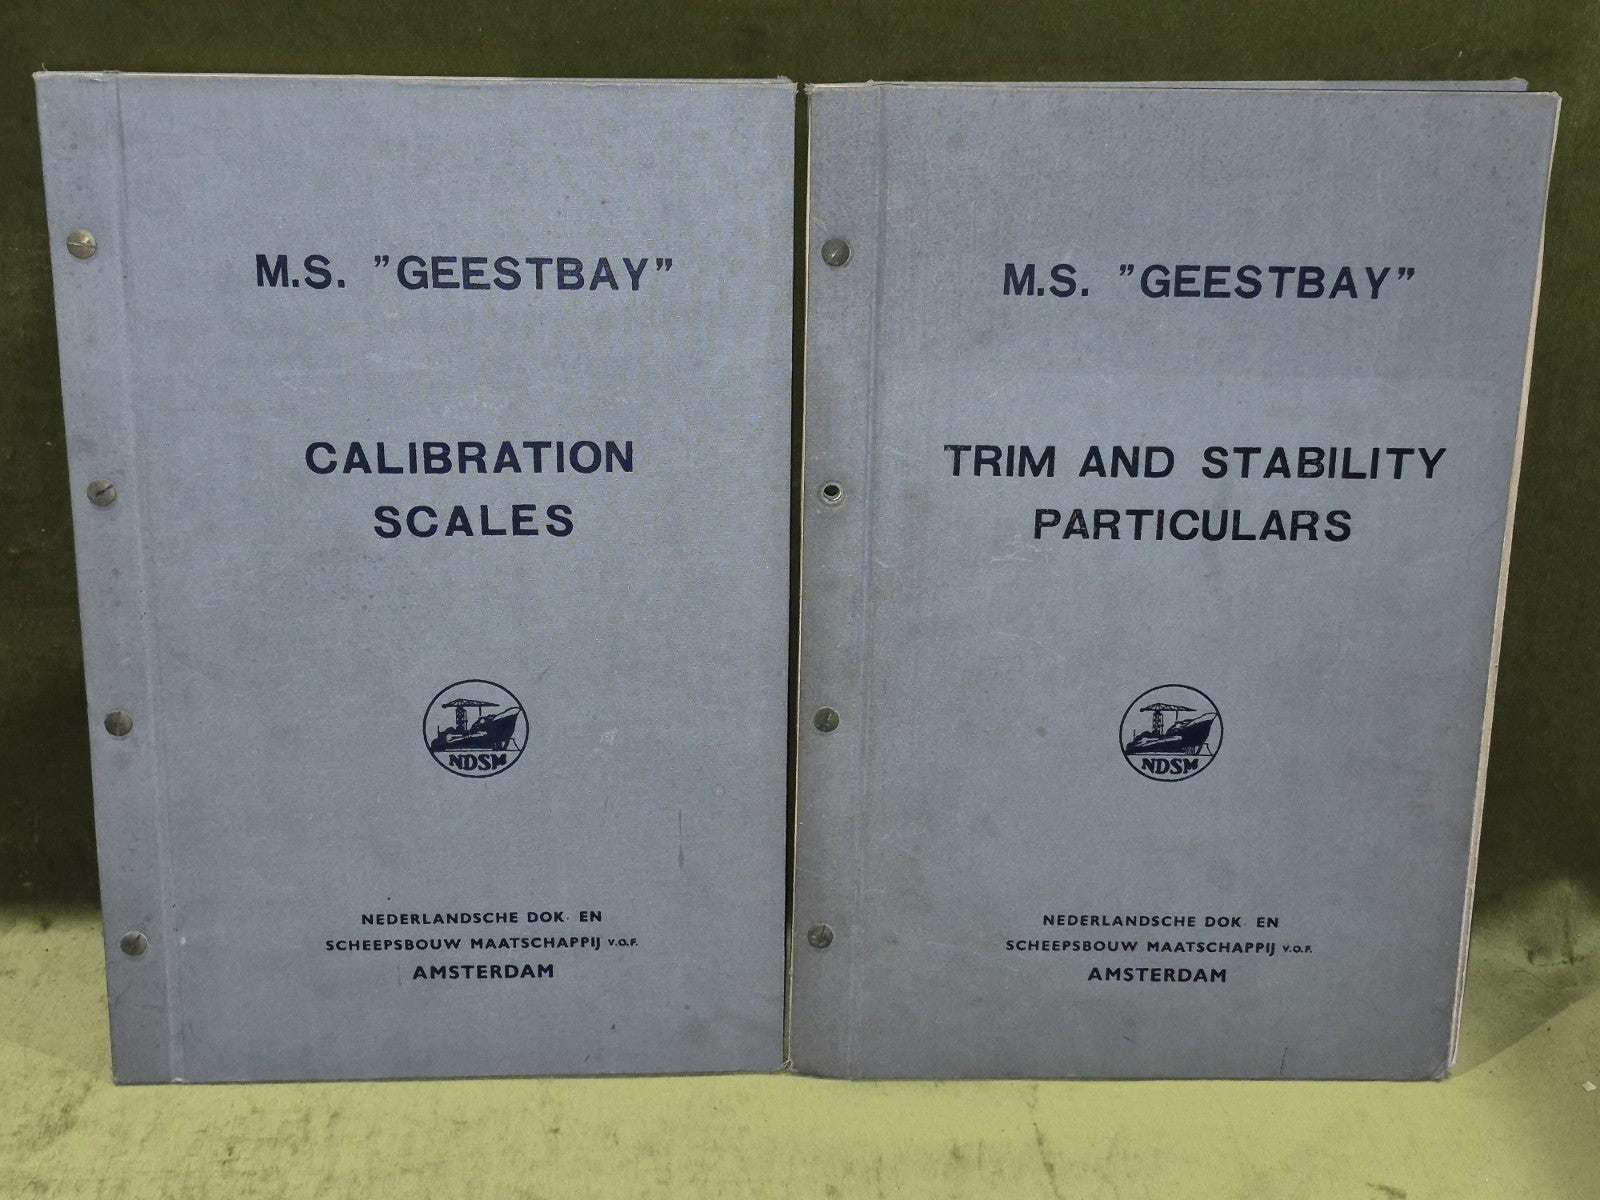 M.S. ”GEESTBAY”
CALIBRATION
SCALES
NDSM
NEDERLANDSCHE DOK- EN
SCHEEPSBOUW MAATSCHAPPIJ V.O.F.
AMSTERDAM
M.S. ”GEESTBAY”
TRIM AND STABILITY
PARTICULARS
NDSM
NEDERLANDSCHE DOK EN
SCHEEPSBOUW MAATSCHAPPIJ V.O.F.
AMSTERDAM